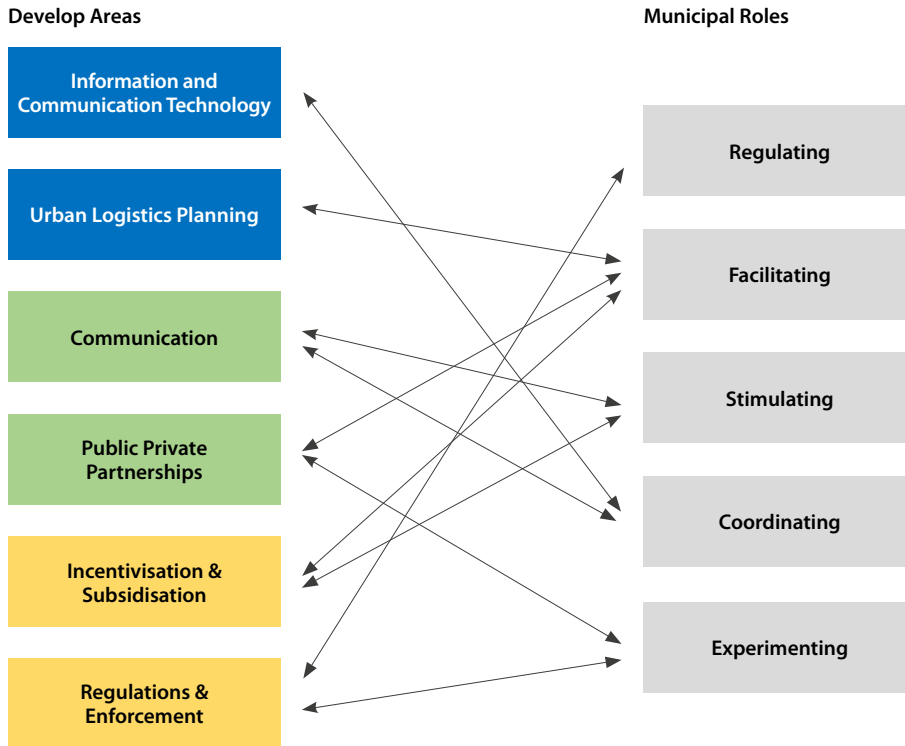 Develop Areas
Information and
Communication Technology
Urban Logistics Planning
Communication
Public Private
Partnerships
Incentivisation &
Subsidisation
Regulations &
Enforcement
Municipal Roles
Regulating
Facilitating
Stimulating
Coordinating
Experimenting